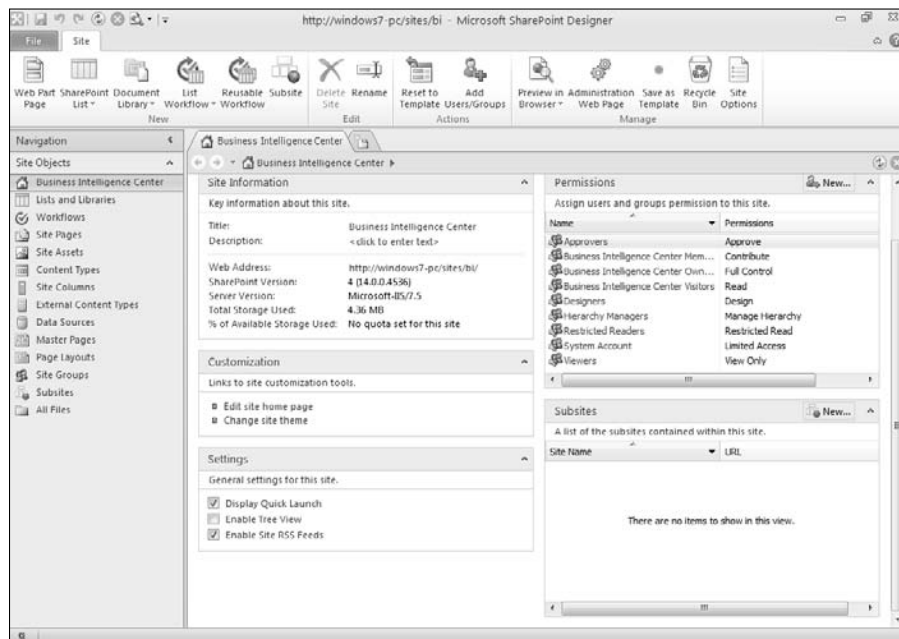 http://windows7-pc/sites/bi - Microsoft SharePoint Designer
File Site
Web Part Page
SharePoint List
Document Library
List Workflow
Reusable Workflow
Subsite
Delete Site
Rename
Reset to Template
Add Users/Groups
Preview in Browser
Administration Web Page
Save as Template
Recycle Bin
Site Options
New
Edit
Actions
Manage
Navigation
Site Objects
Business Intelligence Center
Lists and Libraries
Workflows
Site Pages
Site Assets
Content Types
Site Columns
External Content Types
Data Sources
Master Pages
Page Layouts
Site Groups
Subsites
All Files
Business Intelligence Center
Business Intelligence Center
Site Information
Key information about this site.
Title: Business Intelligence Center
Description: <click to enter text>
Web Address: http://windows7-pc/sites/bi/
SharePoint Version: 4 (14.0.0.4536)
Server Version: Microsoft-IIS/7.5
Total Storage Used: 4.36 MB
% of Available Storage Used: No quota set for this site
Customization
Links to site customization tools.
Edit site home page
Change site theme
Settings
General settings for this site.
Display Quick Launch
Enable Tree View
Enable Site RSS Feeds
Permissions New...
Assign users and groups permission to this site.
Name Permissions
Approvers Approve
Business Intelligence Center Mem... Contribute
Business Intelligence Center Own... Full Control
Business Intelligence Center Visitors Read
Designers Design
Hierarchy Managers Manage Hierarchy
Restricted Readers Restricted Read
System Account Limited Access
Viewers View Only
Subsites New...
A list of the subsites contained within this site.
Site Name URL
There are no items to show in this view.